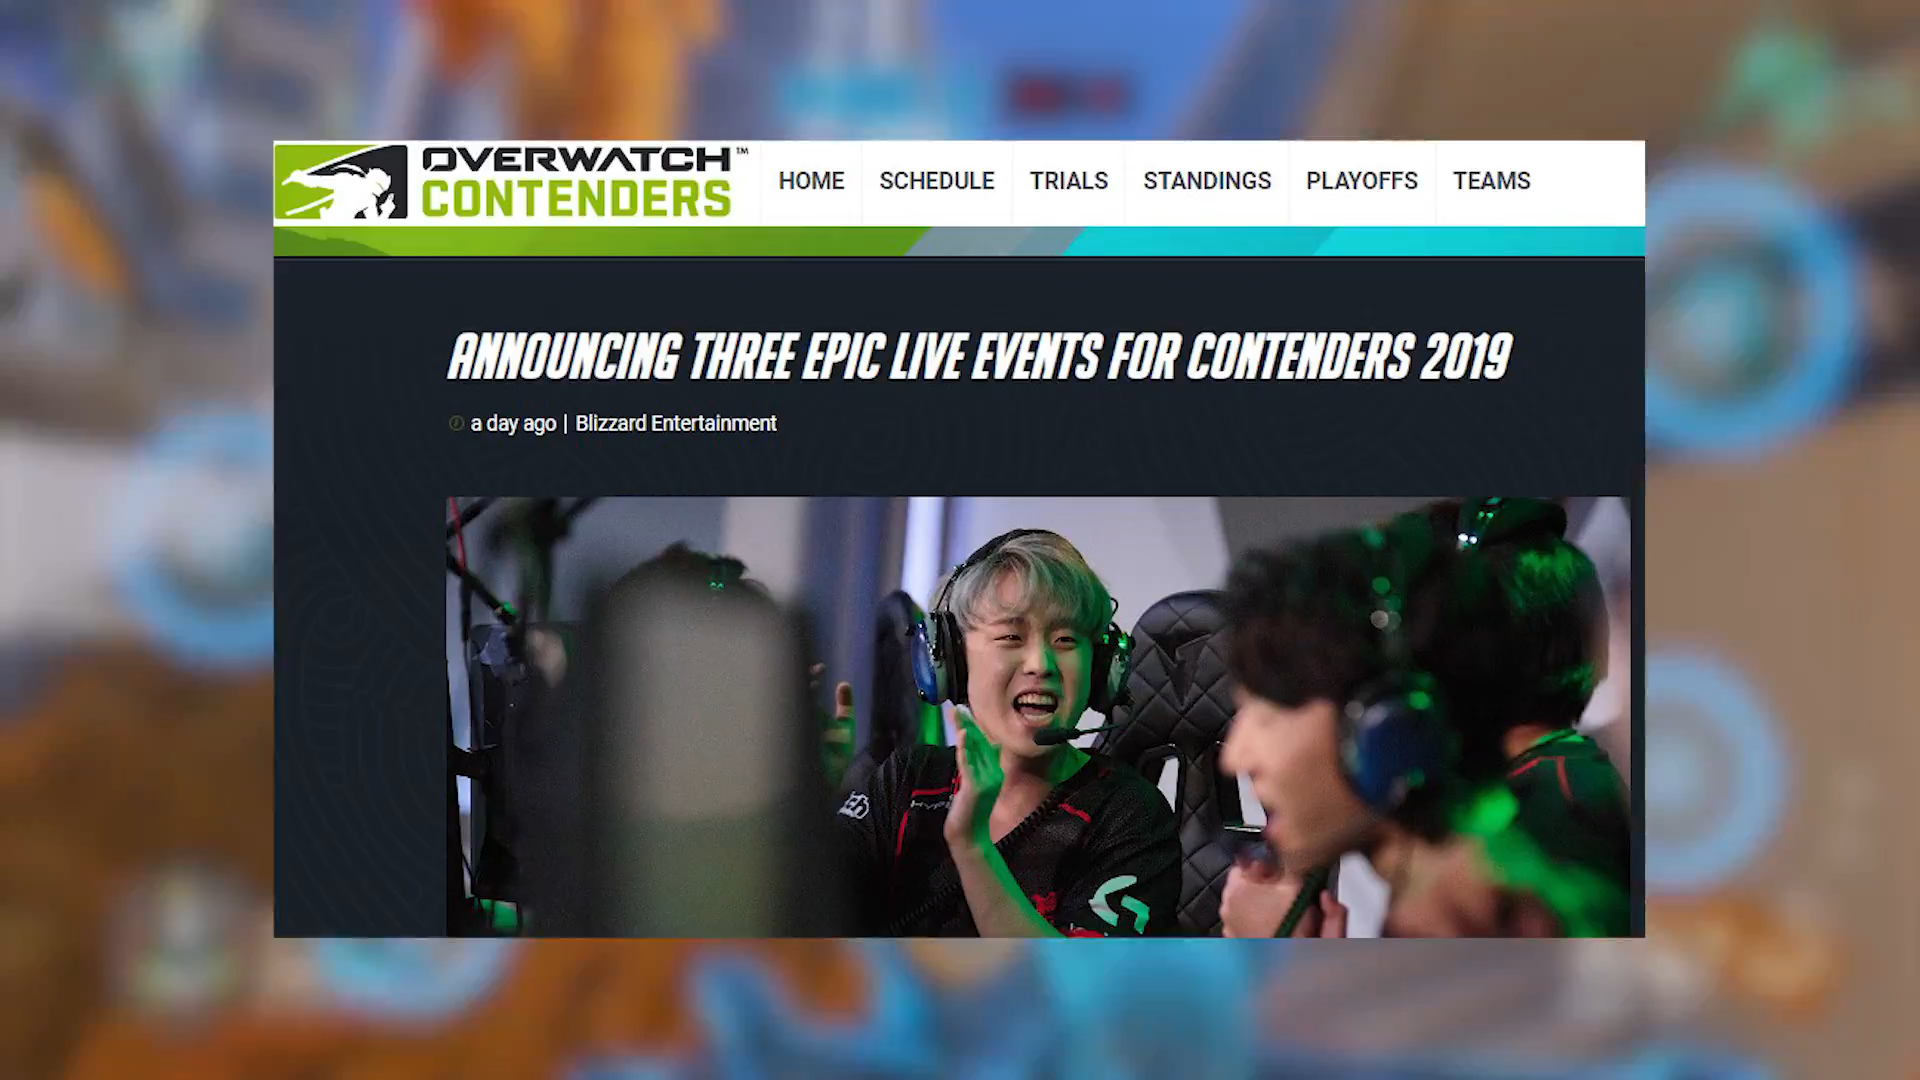 OVERWATCH™
CONTENDERS
HOME SCHEDULE TRIALS STANDINGS PLAYOFFS TEAMS
ANNOUNCING THREE EPIC LIVE EVENTS FOR CONTENDERS 2019
a day ago | Blizzard Entertainment